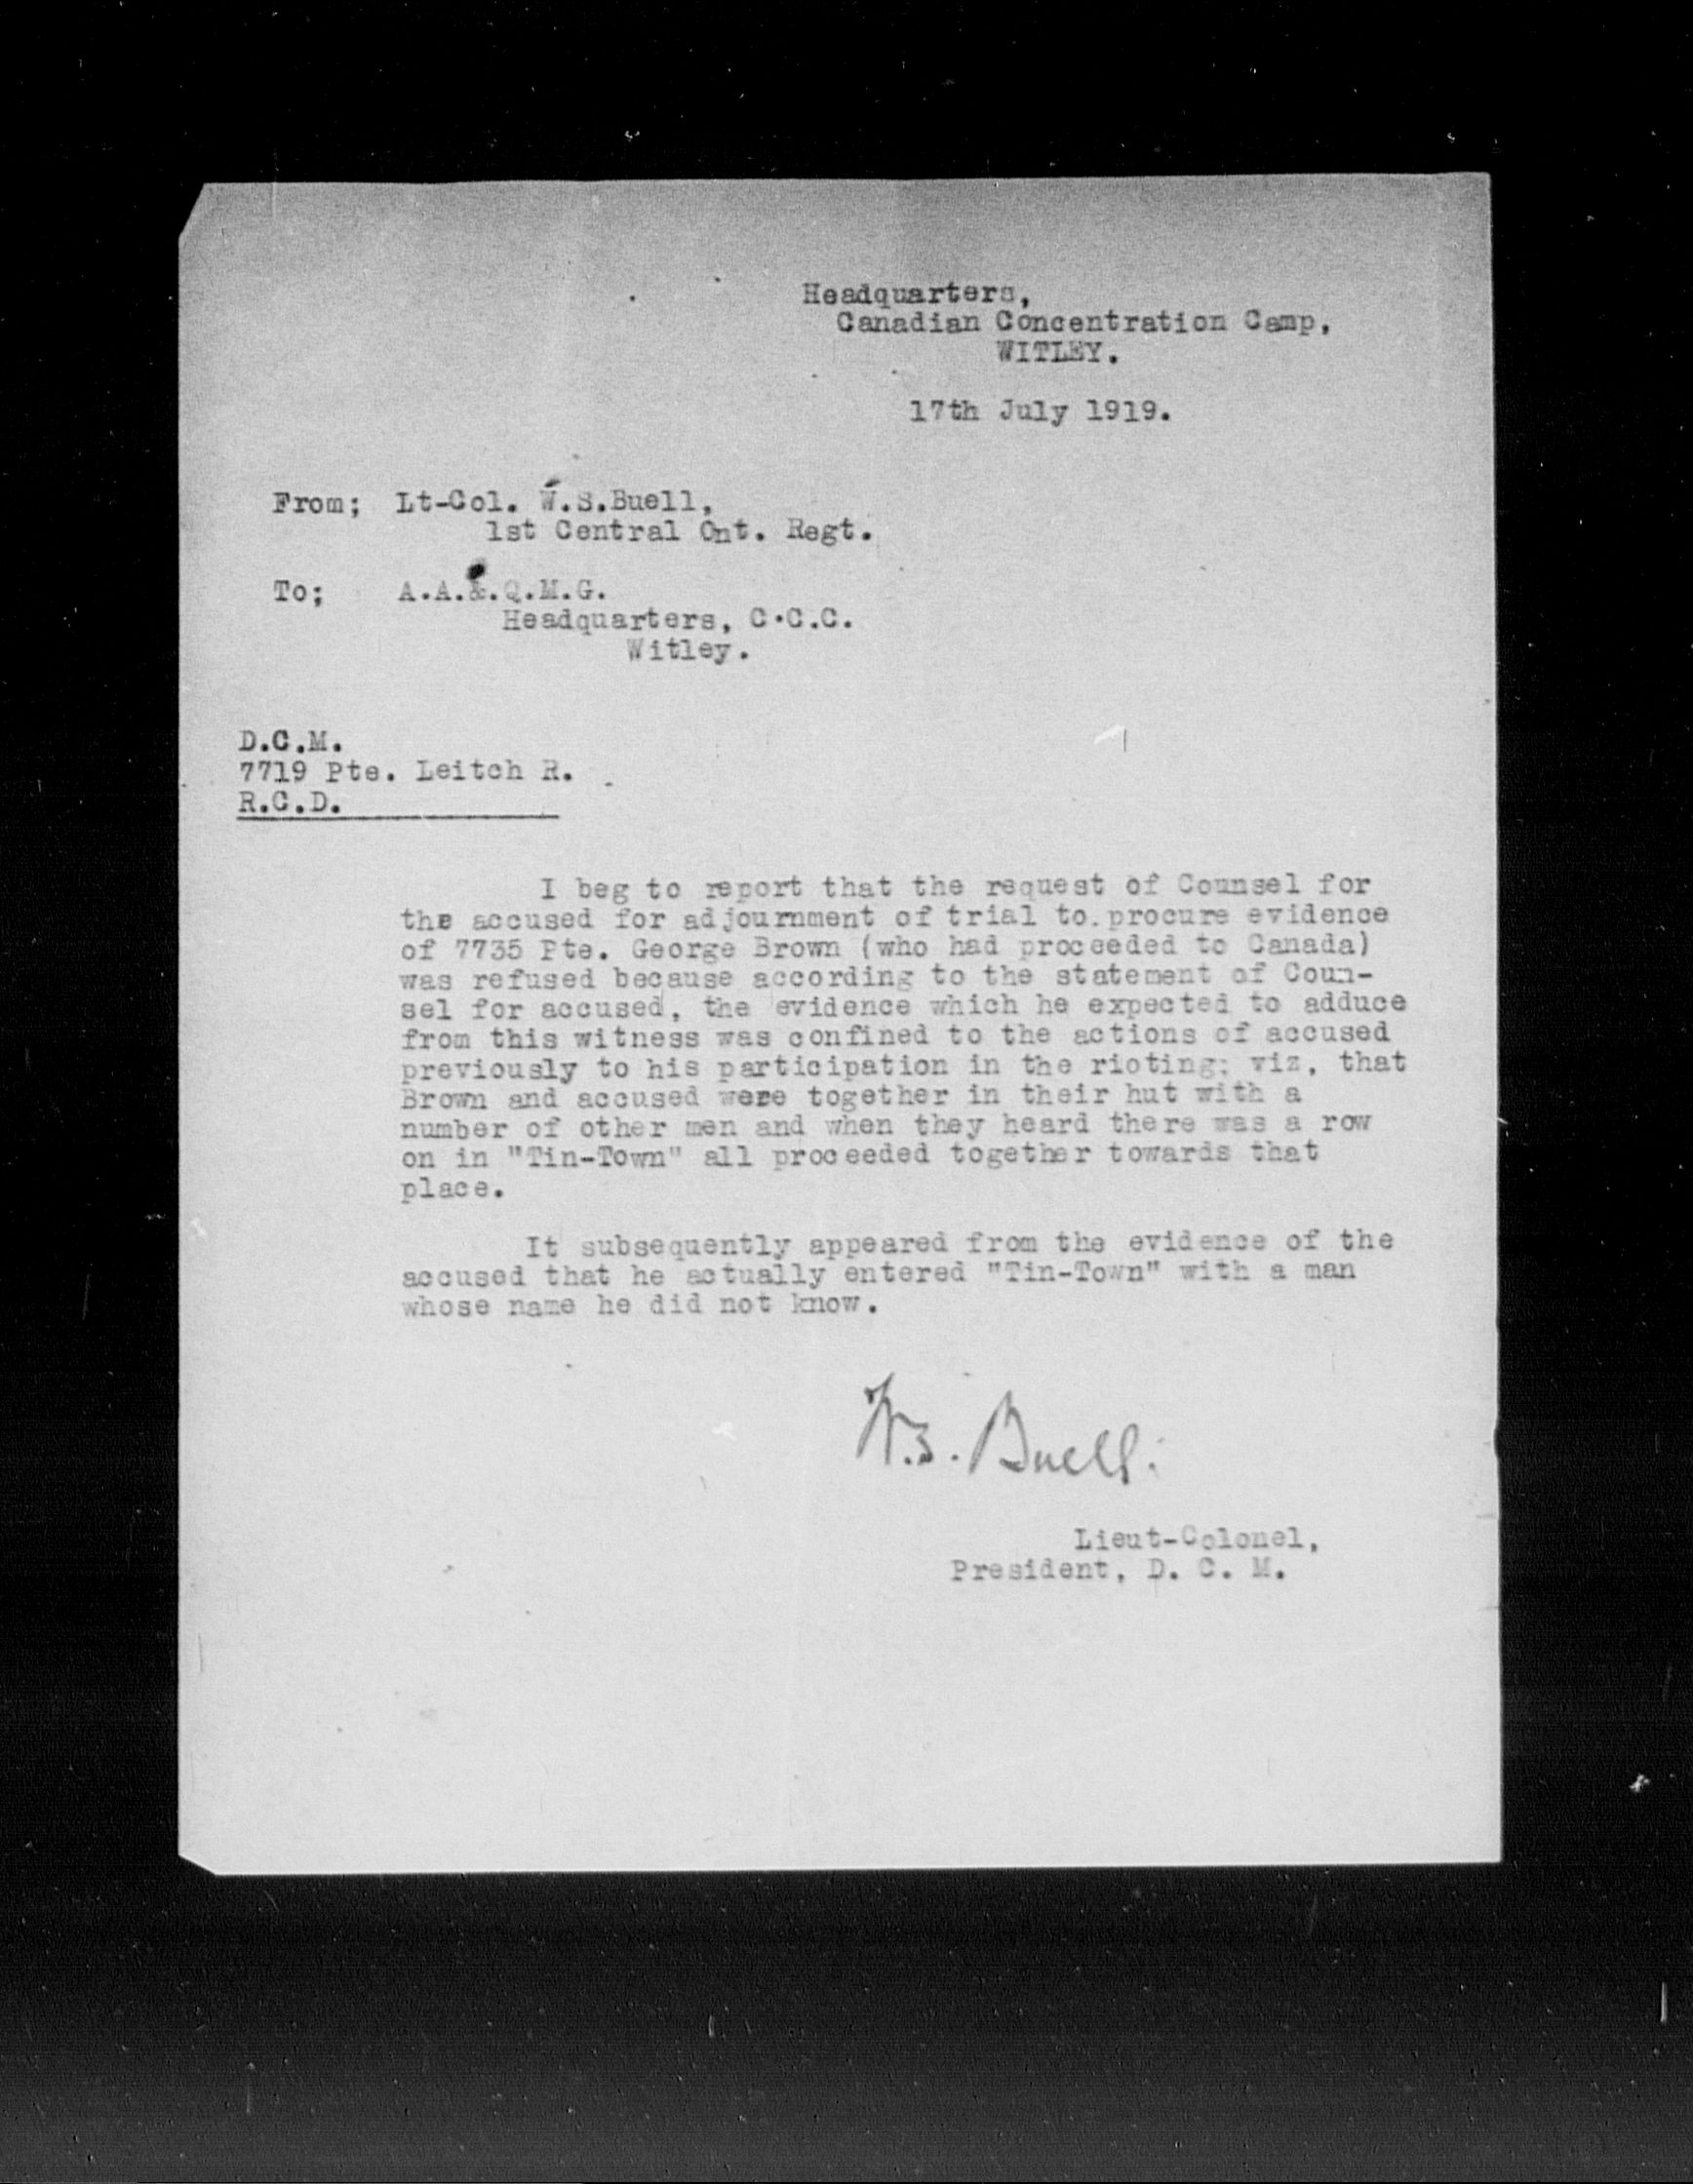 Headquarters,
Canadian Concentration Camp,
WITLEY.
17th July 1919.
From; Lt-Col. W.S.Buell,
1st Central Ont. Regt.
To; A.A.&.Q.M.G.
Headquarters, C.C.C.
Witley.
D.C.M.
7719 Pte. Leitch R.
R.C.D.
I beg to report that the request of Counsel for
the accused for adjournment of trial to.procure evidence
of 7735 Pte. George Brown (who had proceeded to Canada)
was refused because according to the statement of Coun-
sel for accused, the evidence which he expected to adduce
from this witness was confined to the actions of accused
previously to his participation in the rioting; viz, that
Brown and accused were together in their hut with a
number of other men and when they heard there was a row
on in "Tin-Town" all proceeded together towards that
place.
It subsequently appeared from the evidence of the
accused that he actually entered "Tin-Town" with a man
whose name he did not know.
W.S. Buell.
Lieut-Colonel,
President, D. C. M.